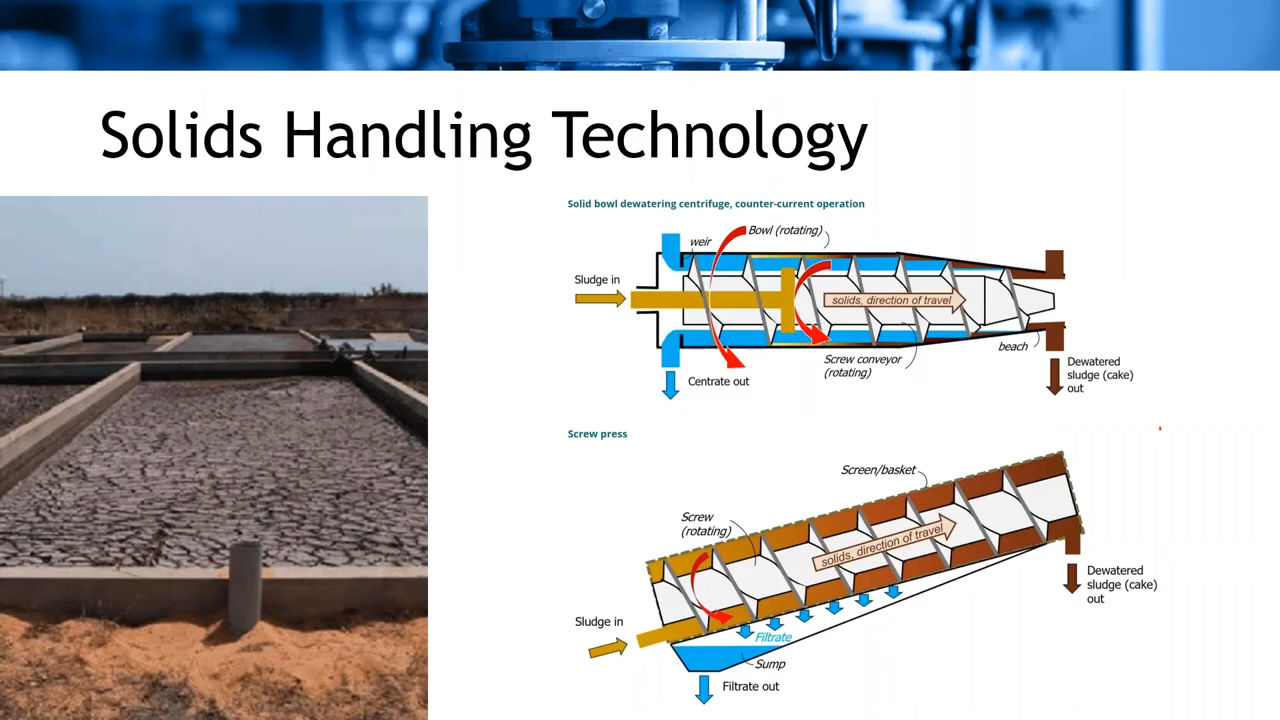 Solids Handling Technology
Solid bowl dewatering centrifuge, counter-current operation
Bowl (rotating)
weir
Sludge in
solids, direction of travel
beach
Screw conveyor
(rotating)
Centrate out
Dewatered
sludge (cake)
out
Screw press
Screen/basket
Screw
(rotating)
solids, direction of travel
Dewatered
sludge (cake)
out
Sludge in
Filtrate
Sump
Filtrate out